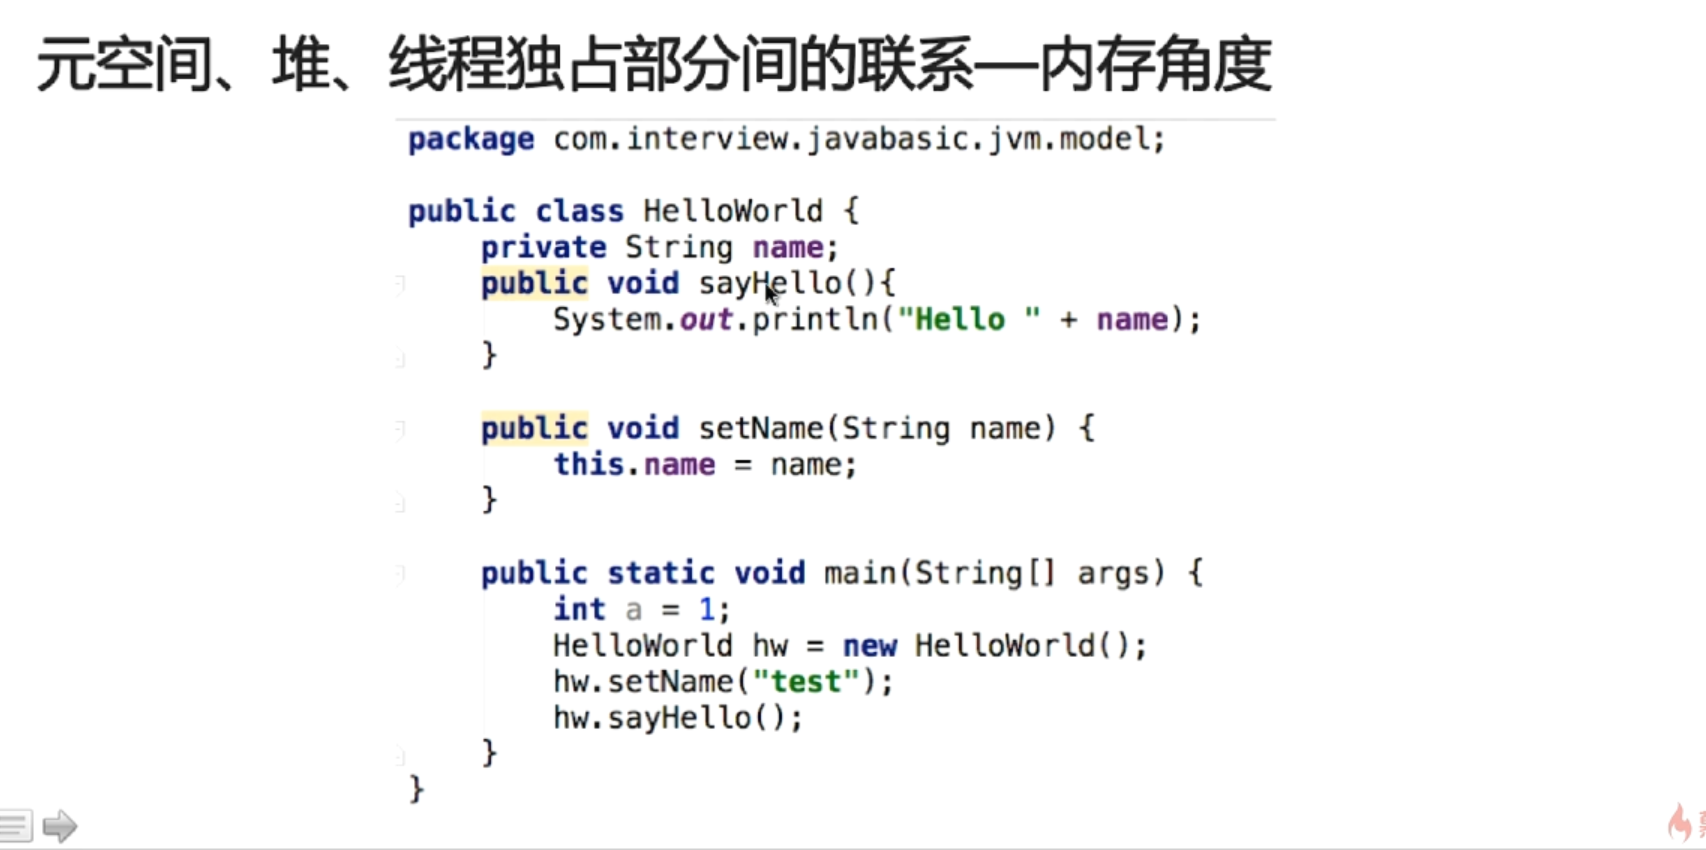 元空间、堆、线程独占部分间的联系—内存角度
package com.interview.javabasic.jvm.model;
public class HelloWorld {
private String name;
public void sayHello(){
System.out.println("Hello " + name);
}
public void setName(String name) {
this.name = name;
}
public static void main(String[] args) {
int a = 1;
HelloWorld hw = new HelloWorld();
hw.setName("test");
hw.sayHello();
}
}